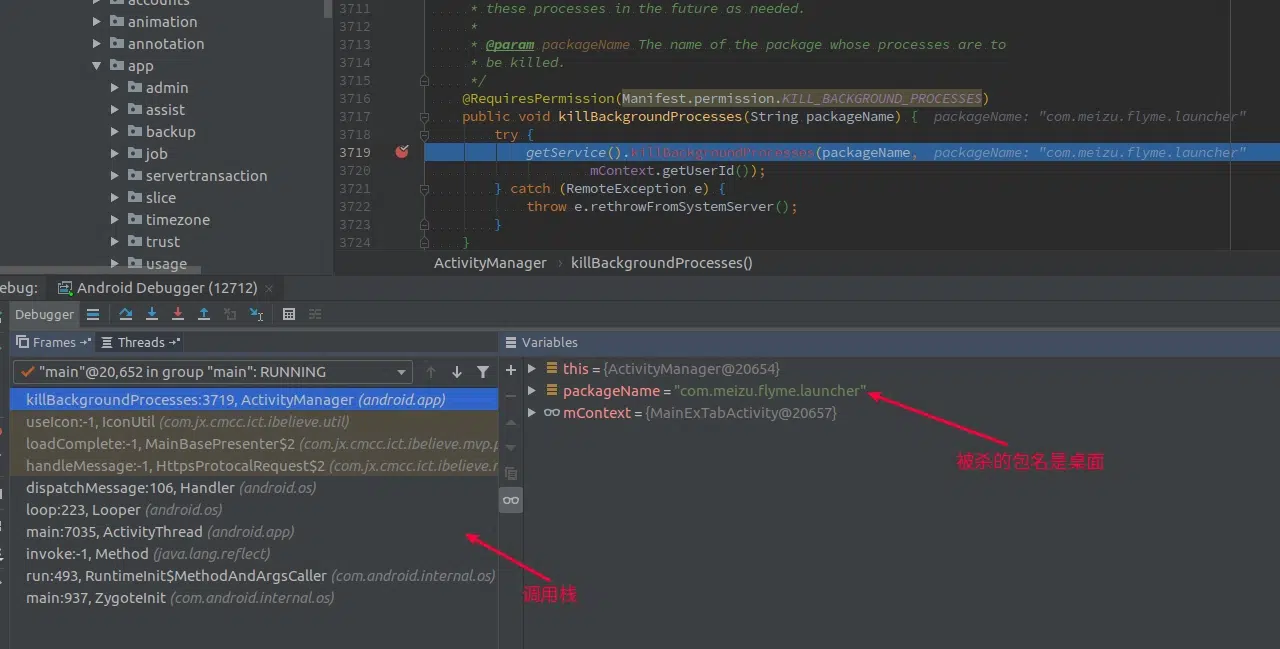 accounts
animation
annotation
app
admin
assist
backup
job
servertransaction
slice
timezone
trust
usage
3711 * these processes in the future as needed.
3712 *
3713 * @param packageName The name of the package whose processes are to
3714 * be killed.
3715 */
3716 @RequiresPermission(Manifest.permission.KILL_BACKGROUND_PROCESSES)
3717 public void killBackgroundProcesses(String packageName) { packageName: "com.meizu.flyme.launcher"
3718 try {
3719 getService().killBackgroundProcesses(packageName, packageName: "com.meizu.flyme.launcher"
3720 mContext.getUserId());
3721 } catch (RemoteException e) {
3722 throw e.rethrowFromSystemServer();
3723 }
3724 }
ActivityManager › killBackgroundProcesses()
ebug: Android Debugger (12712) ×
Debugger
Frames Threads
"main"@20,652 in group "main": RUNNING
killBackgroundProcesses:3719, ActivityManager (android.app)
useIcon:-1, IconUtil (com.jx.cmcc.ict.ibelieve.util)
loadComplete:-1, MainBasePresenter$2 (com.jx.cmcc.ict.ibelieve.mvp.p
handleMessage:-1, HttpsProtocalRequest$2 (com.jx.cmcc.ict.ibelieve.r
dispatchMessage:106, Handler (android.os)
loop:223, Looper (android.os)
main:7035, ActivityThread (android.app)
invoke:-1, Method (java.lang.reflect)
run:493, RuntimeInit$MethodAndArgsCaller (com.android.internal.os)
main:937, ZygoteInit (com.android.internal.os)
调用栈
Variables
this = {ActivityManager@20654}
packageName = "com.meizu.flyme.launcher"
mContext = {MainExTabActivity@20657}
被杀的包名是桌面